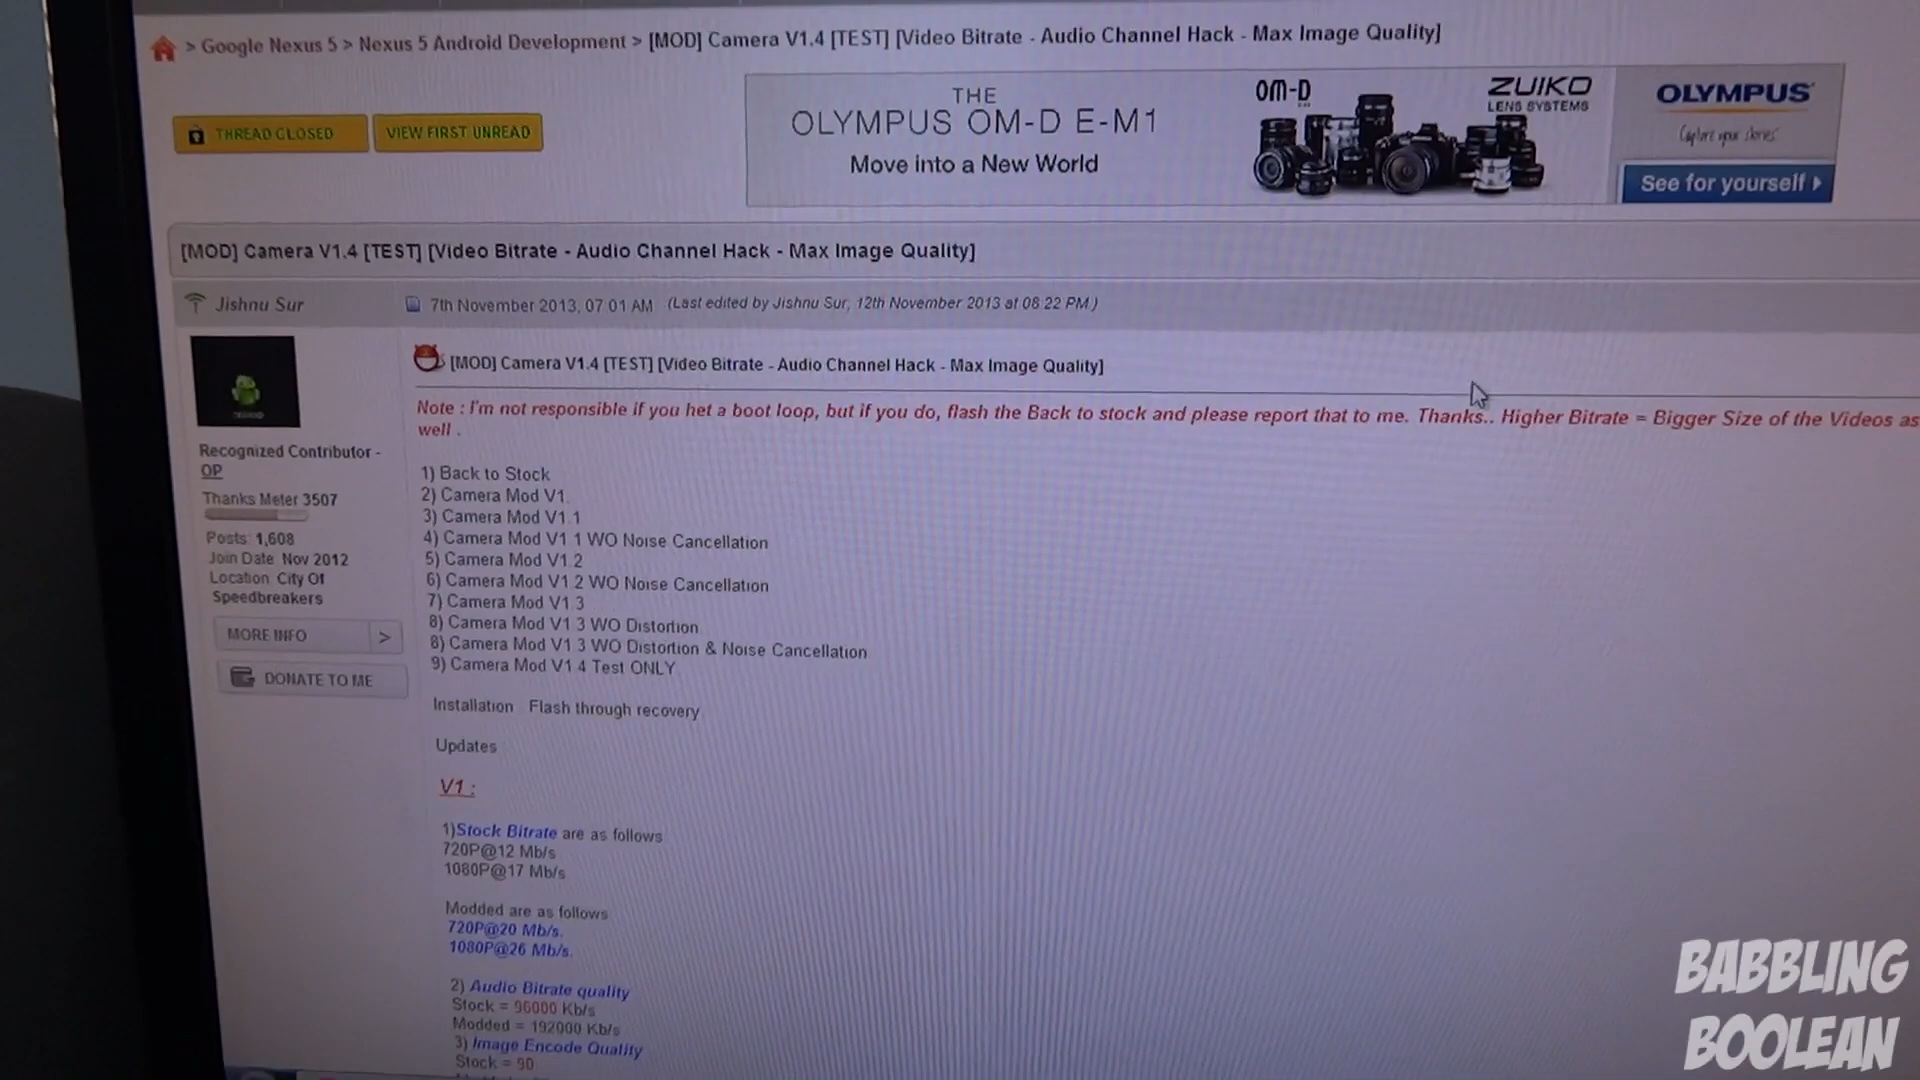 > Google Nexus 5 > Nexus 5 Android Development > [MOD] Camera V1.4 [TEST] [Video Bitrate - Audio Channel Hack - Max Image Quality]
THREAD CLOSED
VIEW FIRST UNREAD
THE
OLYMPUS OM-D E-M1
Move into a New World
OM-D
ZUIKO
LENS SYSTEMS
OLYMPUS
Capture your stories
See for yourself
[MOD] Camera V1.4 [TEST] [Video Bitrate - Audio Channel Hack - Max Image Quality]
Jishnu Sur
7th November 2013, 07:01 AM (Last edited by Jishnu Sur; 12th November 2013 at 08:22 PM.)
[MOD] Camera V1.4 [TEST] [Video Bitrate - Audio Channel Hack - Max Image Quality]
Note : I'm not responsible if you het a boot loop, but if you do, flash the Back to stock and please report that to me. Thanks.. Higher Bitrate = Bigger Size of the Videos as
well .
Recognized Contributor -
OP
Thanks Meter 3507
Posts: 1,608
Join Date: Nov 2012
Location: City Of
Speedbreakers
MORE INFO >
DONATE TO ME
1) Back to Stock
2) Camera Mod V1.
3) Camera Mod V1.1
4) Camera Mod V1.1 WO Noise Cancellation
5) Camera Mod V1.2
6) Camera Mod V1.2 WO Noise Cancellation
7) Camera Mod V1.3
8) Camera Mod V1.3 WO Distortion.
8) Camera Mod V1.3 WO Distortion & Noise Cancellation.
9) Camera Mod V1.4 Test ONLY
Installation : Flash through recovery.
Updates
V1 :
1)Stock Bitrate are as follows
720P@12 Mb/s.
1080P@17 Mb/s
Modded are as follows
720P@20 Mb/s.
1080P@26 Mb/s.
2) Audio Bitrate quality
Stock = 96000 Kb/s
Modded = 192000 Kb/s
3) Image Encode Quality
Stock = 90
BABBLING
BOOLEAN